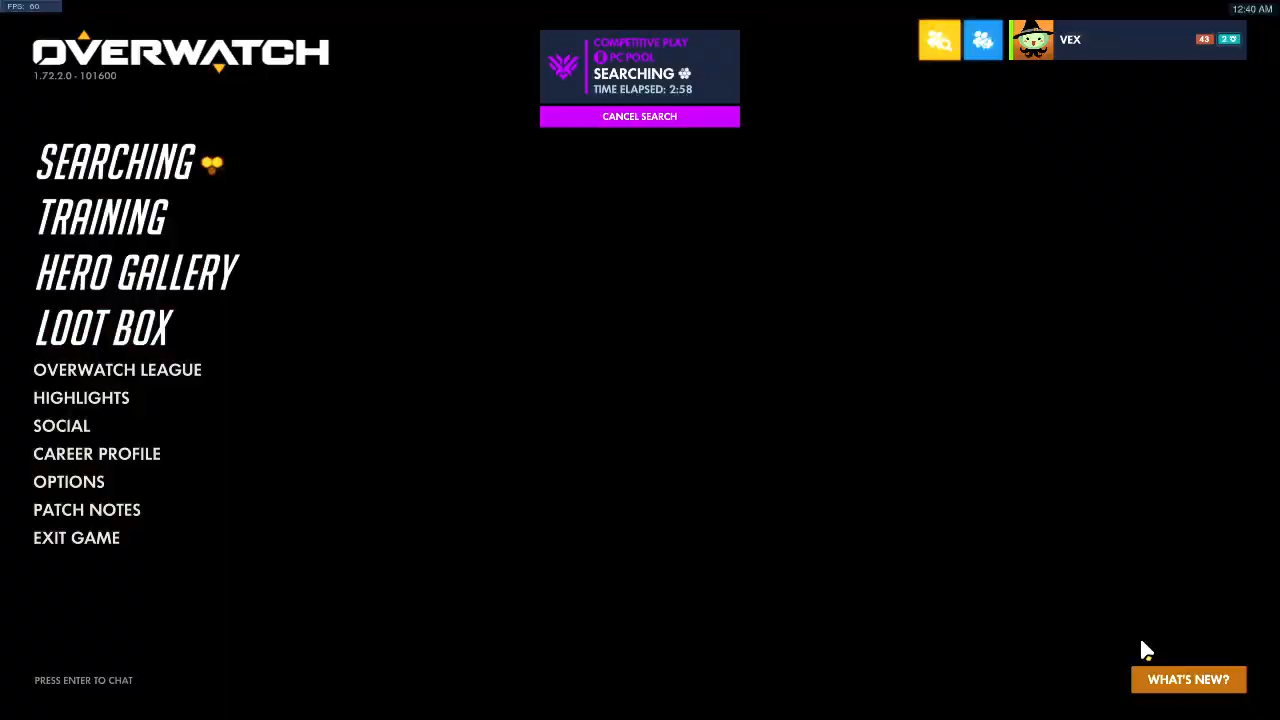 FPS: 60
12:40 AM
OVERWATCH
1.72.2.0 - 101600
COMPETITIVE PLAY
PC POOL
SEARCHING
TIME ELAPSED: 2:58
CANCEL SEARCH
VEX
43
2
SEARCHING
TRAINING
HERO GALLERY
LOOT BOX
OVERWATCH LEAGUE
HIGHLIGHTS
SOCIAL
CAREER PROFILE
OPTIONS
PATCH NOTES
EXIT GAME
PRESS ENTER TO CHAT
WHAT'S NEW?